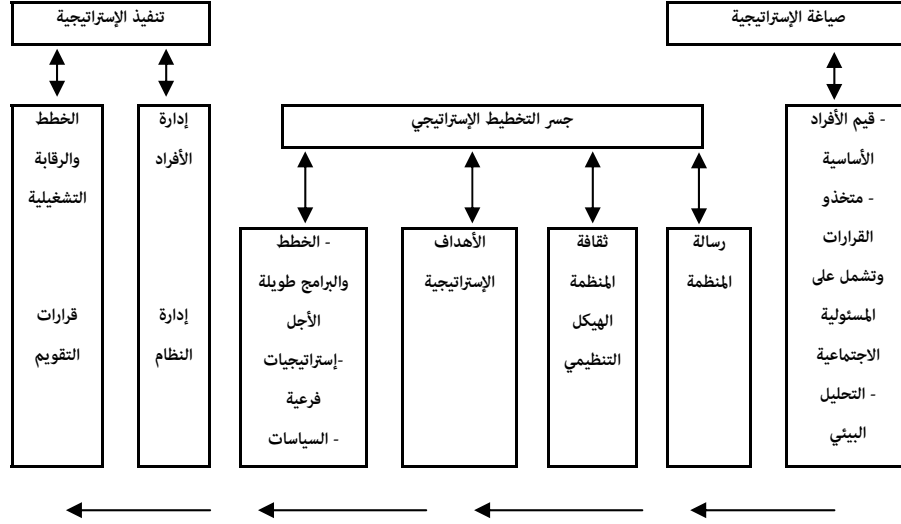 صياغة الإستراتيجية
تنفيذ الإستراتيجية
جسر التخطيط الإستراتيجي
- قيم الأفراد
الأساسية
- متخذو
القرارات
وتشمل على
المسئولية
الاجتماعية
- التحليل
البيئي
رسالة
المنظمة
ثقافة
المنظمة
الهيكل
التنظيمي
الأهداف
الإستراتيجية
- الخطط
والبرامج طويلة
الأجل
-إستراتيجيات
فرعية
- السياسات
إدارة
الأفراد
إدارة
النظام
الخطط
والرقابة
التشغيلية
قرارات
التقويم